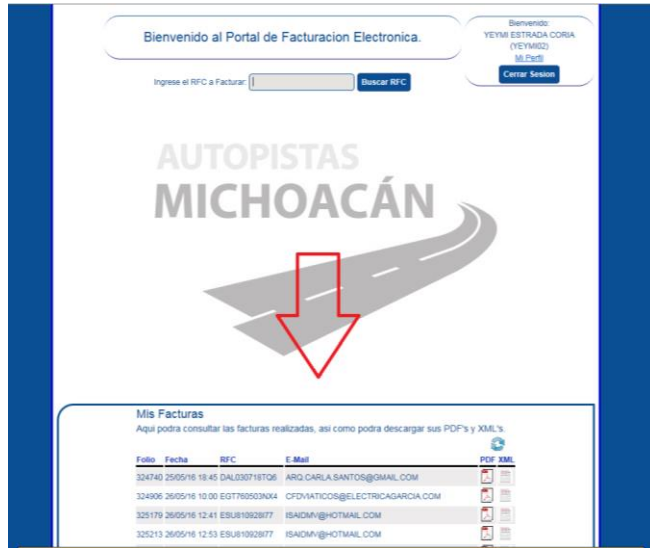 Bienvenido al Portal de Facturacion Electronica.
Bienvenido:
YEYMI ESTRADA CORIA
(YEYMI02)
Mi Perfil
Cerrar Sesion
Ingrese el RFC a Facturar:
Buscar RFC
AUTOPISTAS
MICHOACÁN
Mis Facturas
Aqui podra consultar las facturas realizadas, asi como podra descargar sus PDF's y XML's.
Folio Fecha RFC E-Mail PDF XML
324740 25/05/16 18:45 DAL030718TQ6 ARQ.CARLA.SANTOS@GMAIL.COM
324906 26/05/16 10:00 EGT760503NX4 CFDVIATICOS@ELECTRICAGARCIA.COM
325179 26/05/16 12:41 ESU810928I77 ISAIDMV@HOTMAIL.COM
325213 26/05/16 12:53 ESU810928I77 ISAIDMV@HOTMAIL.COM